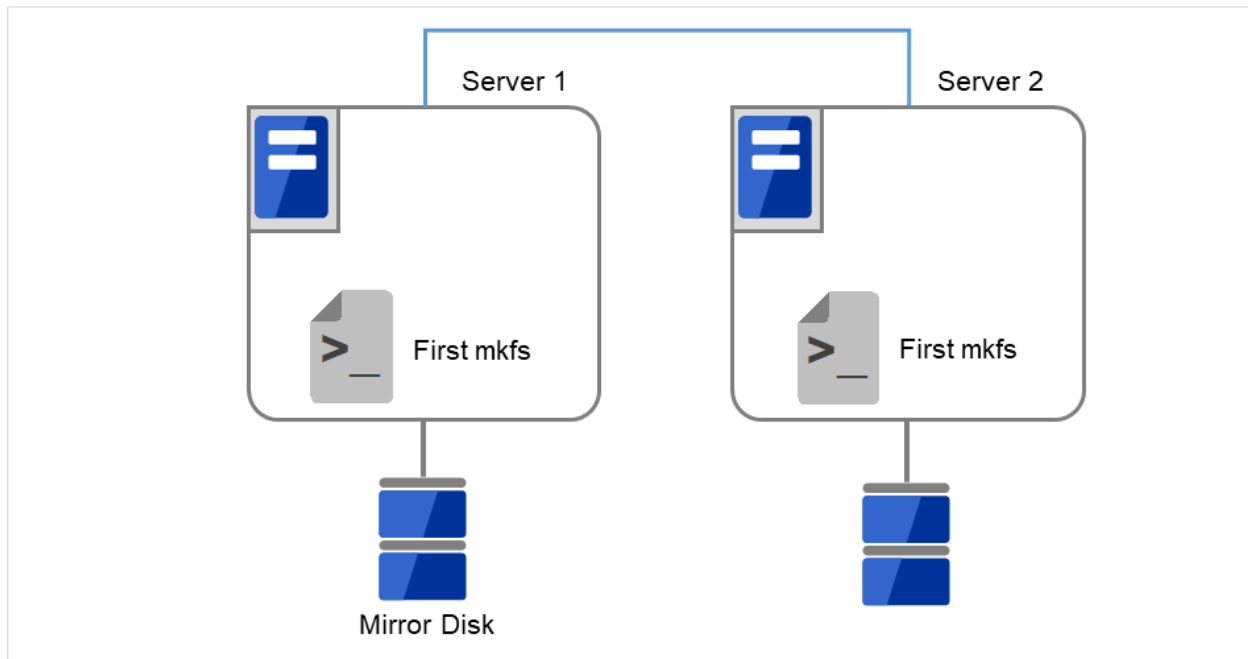 Server 1
Server 2
>_
First mkfs
>_
First mkfs
Mirror Disk